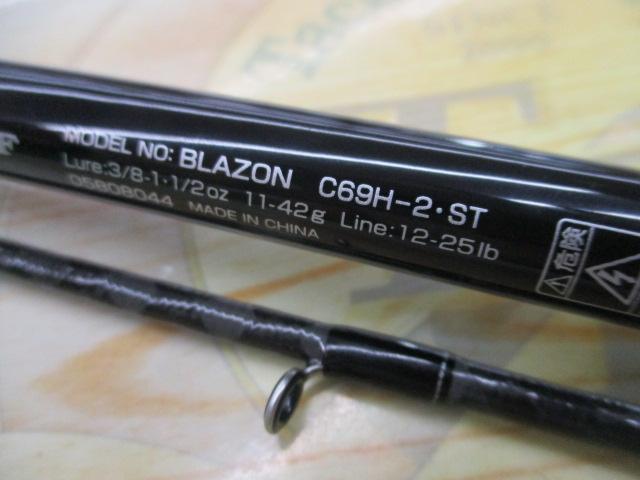 F
MODEL NO: BLAZON C69H-2・ST
Lure:3/8-1・1/2oz 11-42g Line:12-25lb
05808044 MADE IN CHINA
⚠危険